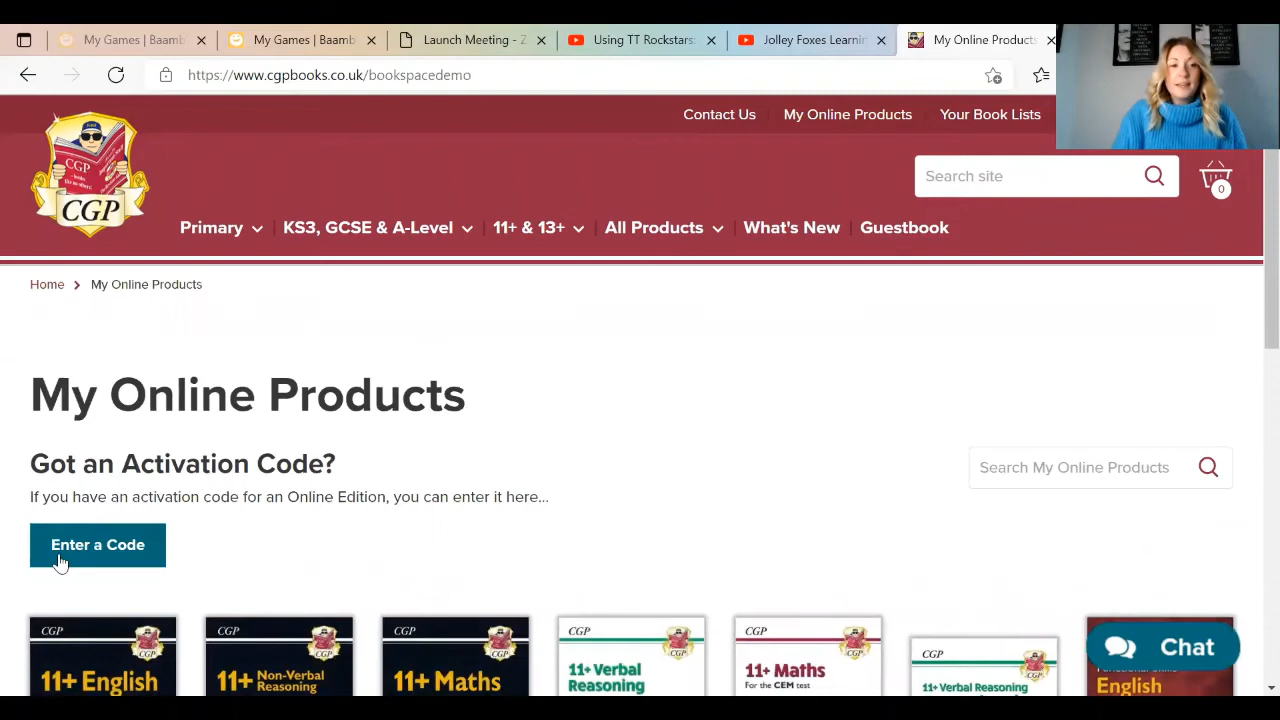 My Games | Baamb
My Games | Baamb
Launch Meeting - Z
Using TT Rockstars
Jolley Foxes Learnin
My Online Products
https://www.cgpbooks.co.uk/bookspacedemo
Contact Us
My Online Products
Your Book Lists
CGP
CGP
Search site
0
Primary
KS3, GCSE & A-Level
11+ & 13+
All Products
What's New
Guestbook
Home
My Online Products
My Online Products
Got an Activation Code?
If you have an activation code for an Online Edition, you can enter it here...
Search My Online Products
Enter a Code
CGP
11+ English
CGP
11+ Non-Verbal
Reasoning
CGP
11+ Maths
CGP
11+ Verbal
Reasoning
CGP
11+ Maths
For the CEM test
CGP
11+ Verbal Reasoning
English
Chat